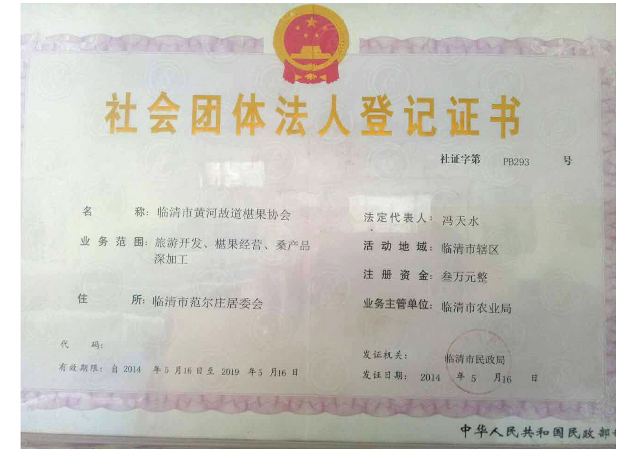 社会团体法人登记证书
社证字第 PB293 号
名 称: 临清市黄河故道椹果协会
业务范围: 旅游开发、椹果经营、桑产品
深加工
住 所: 临清市范尔庄居委会
代 码:
有效期限: 自 2014 年 5 月 16 日至 2019 年 5 月 16 日
法定代表人: 冯天水
活动地域: 临清市辖区
注册资金: 叁万元整
业务主管单位: 临清市农业局
发证机关: 临清市民政局
发证日期: 2014 年 5 月 16 日
中华人民共和国民政部